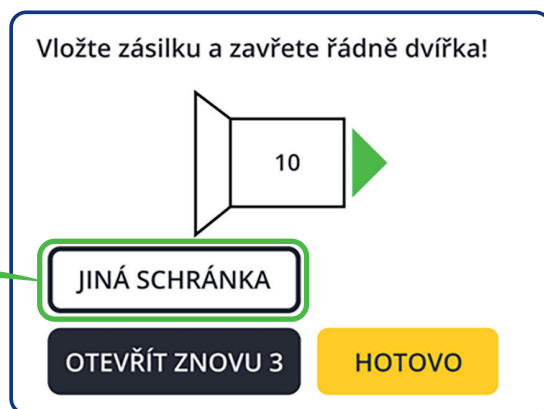 Vložte zásilku a zavřete řádně dvířka!
10
JINÁ SCHRÁNKA
OTEVŘÍT ZNOVU 3
HOTOVO